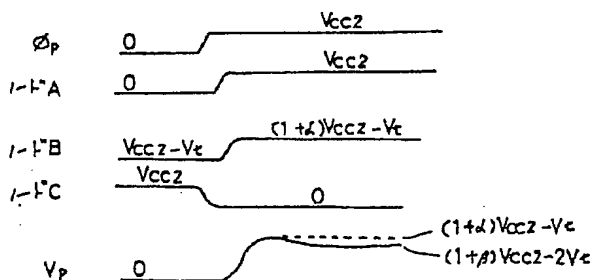 Vcc2
φP 0
Vcc2
ノードA 0
(1+α)Vcc2-Vt
ノードB Vcc2-Vt
ノードC Vcc2
0
(1+α)Vcc2-Vt
(1+β)Vcc2-2Vt
VP 0